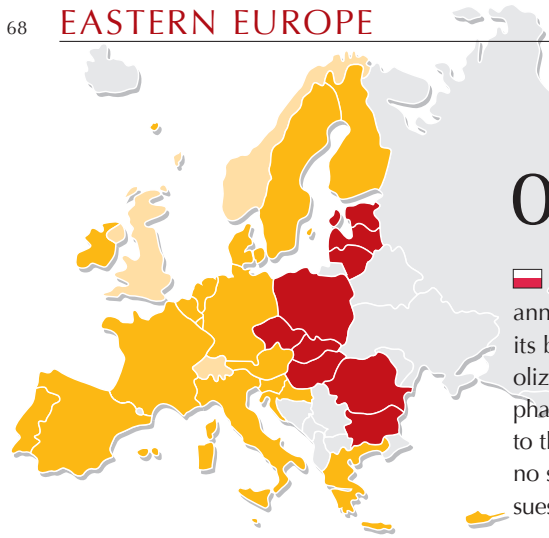 68 EASTERN EUROPE
ann
its b
oliz
pha
to th
no s
sues